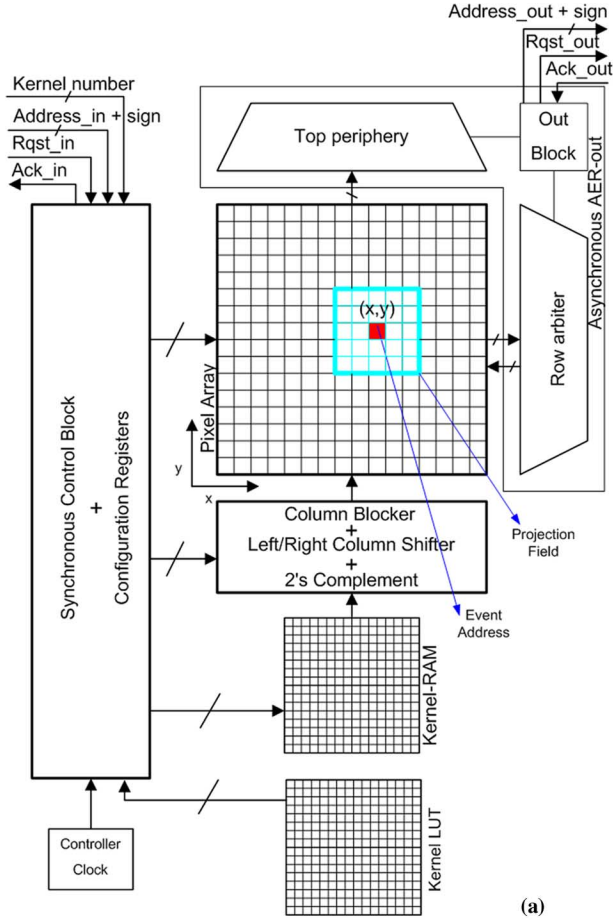 Address_out + sign
Rqst_out
Ack_out
Kernel number
Address_in + sign
Rqst_in
Ack_in
Top periphery
Out
Block
Asynchronous AER-out
Row arbiter
(x,y)
Pixel Array
y
x
Synchronous Control Block
+
Configuration Registers
Column Blocker
+
Left/Right Column Shifter
+
2's Complement
Projection
Field
Event
Address
Kernel-RAM
Kernel LUT
Controller
Clock
(a)